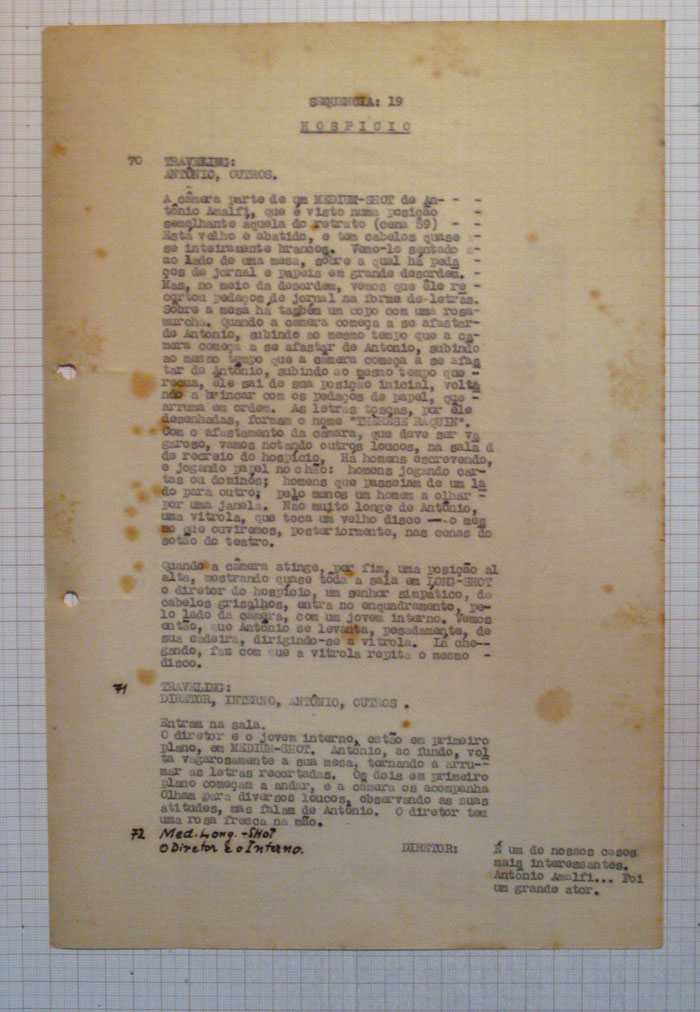 SEQUENCIA: 19
HOSPICIO
70 TRAVELING:
ANTÔNIO, OUTROS.
A câmera parte de um MEDIUM-SHOT de An- - -
tônio Amalfi, que é visto numa posição -
semelhante àquela do retrato (cena 59) - -
Está velho e abatido, e tem cabelos quase -
se inteiramente brancos. Vemo-lo sentado a-
ao lado de uma mesa, sôbre a qual há peda -
ços de jornal e papeis em grande desordem. -
Mas, no meio da desordem, vemos que êle re -
cortou pedaços de jornal na forma de-letras.
Sôbre a mesa há também um copo com uma rosa-
murcha. Quando a câmera começa a se afastar-
de Antonio, subindo ao mesmo tempo que a câ-
mera começa a se afastar de Antonio, subindo
ao mesmo tempo que a câmera começa a se afas
tar de Antônio, subindo ao mesmo tempo que -
recua, êle sai de sua posição inicial, volta
ndo a brincar com os pedaços de papel, que -
arruma em ordem. As letras toscas, por êle
desenhadas, formam o nome "THERESE RAQUIN".
Com o afastamento da câmara, que deve ser va
garoso, vamos notando outros loucos, na sala d
de recreio do hospício. Há homens escrevendo,
e jogando papel no chão: homens jogando car-
tas ou dominós; homens que passeiam de um la
do para outro; pelo menos um homem a olhar -
por uma janela. Não muito longe de Antônio,
uma vitrola, que toca um velho disco --- o mes
mo que ouviremos, posteriormente, nas cenas do
sotão do teatro.
Quando a câmera atinge, por fim, uma posição al
alta, mostrando quase tôda a sala em LONG-SHOT
o diretor do hospício, um senhor simpático, de
cabelos grisalhos, entra no enquadramento, pe-
lo lado da câmera, com um jovem interno. Vemos
então, que Antônio se levanta, pesadamente, de
sua cadeira, dirigindo-se a vitrola. Lá che--
gando, faz com que a vitrola repita o mesmo -
disco.
71 TRAVELING:
DIRETOR, INTERNO, ANTÔNIO, OUTROS .
Entram na sala.
O diretor e o jovem interno, estão em primeiro
plano, em MEDIUM-SHOT. Antônio, ao fundo, vol
ta vagarosamente a sua mesa, tornando a arru--
mar as letras recortadas. Os dois em primeiro
plano começam a andar, e a câmera os acompanha
Olham para diversos loucos, observando as suas
atitudes, mas falam de Antônio. O diretor tem
uma rosa fresca na mão.
72 Med. Long. -SHOT
O Diretor e o Interno.
DIRETOR: É um de nossos casos
mais interessantes.
Antônio Amalfi... Foi
um grande ator.